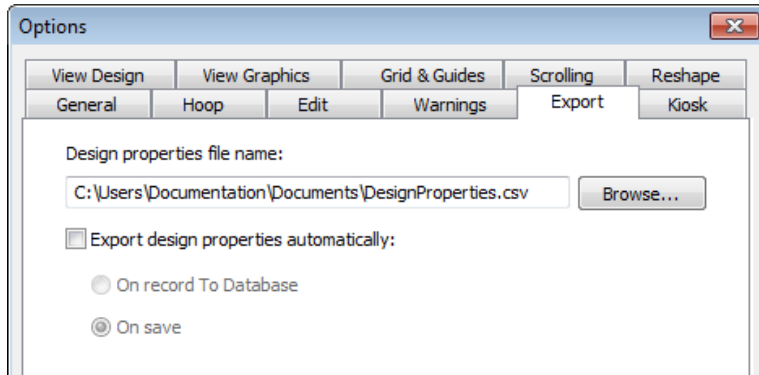 Options
View Design View Graphics Grid & Guides Scrolling Reshape
General Hoop Edit Warnings Export Kiosk
Design properties file name:
C:\Users\Documentation\Documents\DesignProperties.csv Browse...
Export design properties automatically:
On record To Database
On save